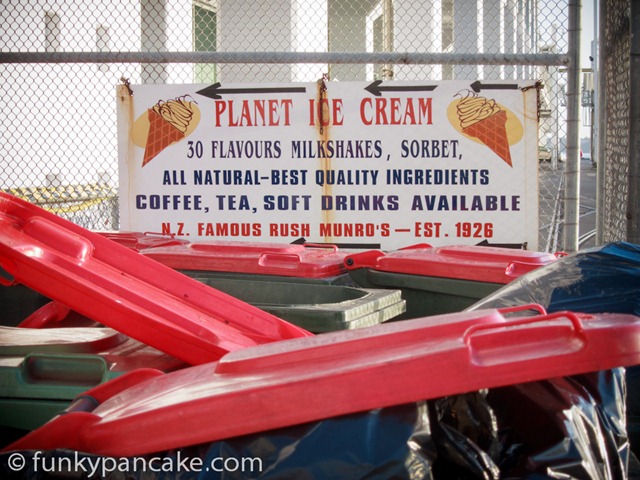 PLANET ICE CREAM
30 FLAVOURS MILKSHAKES, SORBET,
ALL NATURAL-BEST QUALITY INGREDIENTS
COFFEE, TEA, SOFT DRINKS AVAILABLE
N.Z. FAMOUS RUSH MUNRO'S - EST. 1926
© funkypancake.com